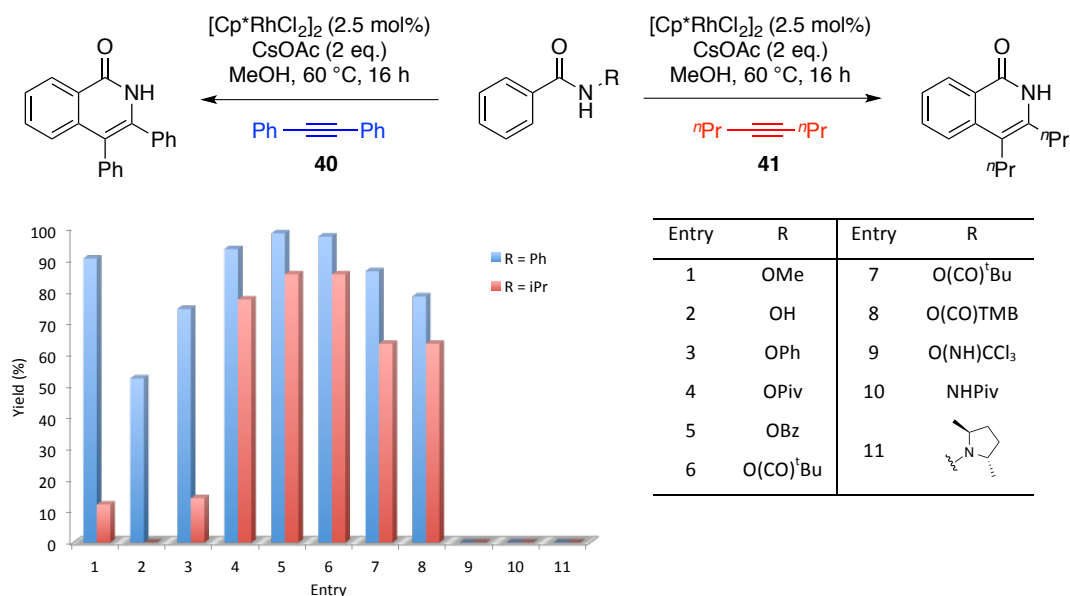 [Cp*RhCl₂]₂ (2.5 mol%)
CsOAc (2 eq.)
MeOH, 60 °C, 16 h
[Cp*RhCl₂]₂ (2.5 mol%)
CsOAc (2 eq.)
MeOH, 60 °C, 16 h
O
NH
Ph
Ph
Ph Ph
40
O
N
H
R
ⁿPr ⁿPr
41
O
NH
ⁿPr
ⁿPr
Yield (%)
100
90
80
70
60
50
40
30
20
10
0
1 2 3 4 5 6 7 8 9 10 11
Entry
R = Ph
R = iPr
Entry R Entry R
1 OMe 7 O(CO)ᵗBu
2 OH 8 O(CO)TMB
3 OPh 9 O(NH)CCl₃
4 OPiv 10 NHPiv
5 OBz 11 N
6 O(CO)ᵗBu